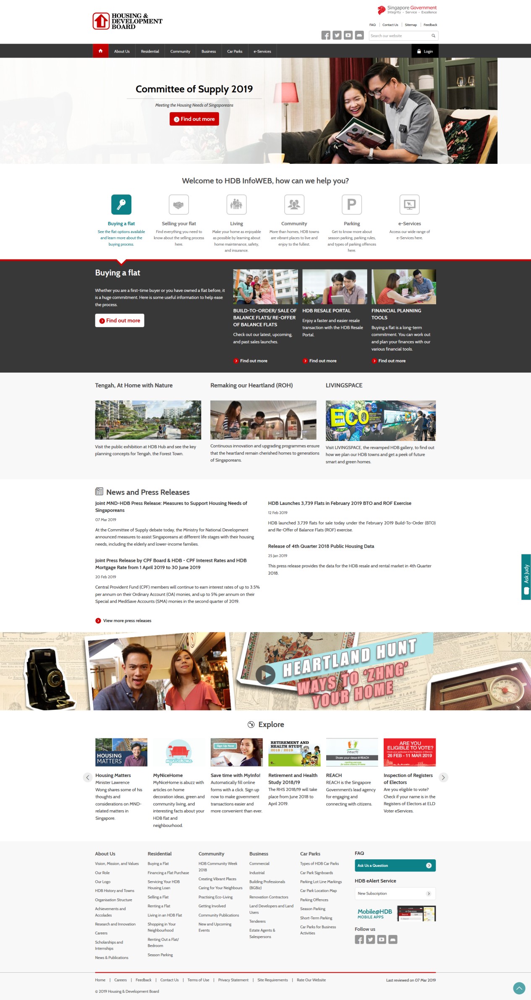 HOUSING &
DEVELOPMENT
BOARD
Singapore Government
Integrity · Service · Excellence
FAQ | Contact Us | Sitemap | Feedback
Search our website
About Us
Residential
Community
Business
Car Parks
e-Services
Login
Committee of Supply 2019
Meeting the Housing Needs of Singaporeans
Find out more
Welcome to HDB InfoWEB, how can we help you?
Buying a flat
See the flat options available
and learn more about the
buying process.
Selling your flat
Find everything you need to
know about the selling process
here.
Living
Make your home as enjoyable
as possible by learning about
home maintenance, safety,
and insurance.
Community
More than homes, HDB towns
are vibrant places to live and
enjoy to the fullest.
P
Parking
Get to know more about
season parking, parking rules,
and types of parking offences
here.
e-Services
Access our wide range of
e-Services here.
Buying a flat
Whether you are a first-time buyer or you have owned a flat before, it
is a huge commitment. Here is some useful information to help ease
the process.
Find out more
BUILD-TO-ORDER/ SALE OF
BALANCE FLATS/ RE-OFFER
OF BALANCE FLATS
Check out our latest, upcoming,
and past sales launches.
Find out more
HDB RESALE PORTAL
Enjoy a faster and easier resale
transaction with the HDB Resale
Portal.
Find out more
FINANCIAL PLANNING
TOOLS
Buying a flat is a long-term
commitment. You can work out
and plan your finances with our
various financial tools.
Find out more
Tengah, At Home with Nature
Visit the public exhibition at HDB Hub and see the key
planning concepts for Tengah, the Forest Town.
Remaking our Heartland (ROH)
Continuous innovation and upgrading programmes ensure
that the heartland remain cherished homes to generations
of Singaporeans.
LIVINGSPACE
ECO
Visit LIVINGSPACE, the revamped HDB gallery, to find out
how we plan our HDB towns and get a peek of future
smart and green homes.
News and Press Releases
Joint MND-HDB Press Release: Measures to Support Housing Needs of
Singaporeans
07 Mar 2019
At the Committee of Supply debate today, the Ministry for National Development
announced measures to assist Singaporeans at different life stages with their housing
needs, including the elderly and lower-income families.
Joint Press Release by CPF Board & HDB - CPF Interest Rates and HDB
Mortgage Rate from 1 April 2019 to 30 June 2019
20 Feb 2019
Central Provident Fund (CPF) members will continue to earn interest rates of up to 3.5%
per annum on their Ordinary Account (OA) monies, and up to 5% per annum on their
Special and MediSave Accounts (SMA) monies in the second quarter of 2019.
HDB Launches 3,739 Flats in February 2019 BTO and ROF Exercise
12 Feb 2019
HDB launched 3,739 flats for sale today under the February 2019 Build-To-Order (BTO)
and Re-Offer of Balance Flats (ROF) exercise.
Release of 4th Quarter 2018 Public Housing Data
25 Jan 2019
This press release provides the data for the HDB resale and rental market in 4th Quarter
2018.
View more press releases
Ask Judy
HEARTLAND HUNT
WAYS TO 'ZHNG'
YOUR HOME
Explore
HOUSING
MATTERS
Housing Matters
Minister Lawrence
Wong shares some of his
thoughts and
considerations on MND-
related matters in
Singapore.
mynicehome
MyNiceHome
MyNiceHome is abuzz with
articles on home
decoration ideas, green and
community living, and
interesting facts about your
HDB flat and
neighbourhood.
Sign Up Now
MyInfo
Save time with MyInfo!
Automatically fill online
forms with a click. Sign up
now to make government
transactions easier and
more convenient than ever.
RETIREMENT AND
HEALTH STUDY
2018 / 2019
Retirement and Health
Study 2018/19
The RHS 2018/19 will take
place from June 2018 to
April 2019.
reach
Share your views @ REACH
reaching everyone
for active citizenry @ home
REACH
REACH is the Singapore
Government's lead agency
for engaging and
connecting with citizens.
ARE YOU
ELIGIBLE TO VOTE?
Check your particulars in the Registers of Electors
26 FEB - 11 MAR 2019
Inspection of Registers
of Electors
Are you eligible to vote?
Check if your name is in the
Registers of Electors at ELD
Voter eServices.
About Us
Vision, Mission, and Values
Our Role
Our Logo
HDB History and Towns
Organisation Structure
Achievements and
Accolades
Research and Innovation
Careers
Scholarships and
Internships
News & Publications
Residential
Buying a Flat
Financing a Flat Purchase
Servicing Your HDB
Housing Loan
Selling a Flat
Renting a Flat
Living in an HDB Flat
Shopping in Your
Neighbourhood
Renting Out a Flat/
Bedroom
Season Parking
Community
HDB Community Week
2018
Creating Vibrant Places
Caring for Your Neighbours
Practising Eco-Living
Getting Involved
Community Publications
New and Upcoming
Events
Business
Commercial
Industrial
Building Professionals
(BGBiz)
Renovation Contractors
Land Developers and Land
Users
Tenderers
Estate Agents &
Salespersons
Car Parks
Types of HDB Car Parks
Car Park Signboards
Parking Lot Line Markings
Car Park Location Map
Parking Offences
Season Parking
Short-Term Parking
Car Parks for Business
Activities
FAQ
Ask Us a Question
HDB eAlert Service
New Subscription
Mobile@HDB
MOBILE APPS
e-Services
Search
Follow us
Home | Careers | Feedback | Contact Us | Terms of Use | Privacy Statement | Site Requirements | Rate Our Website
Last reviewed on 07 Mar 2019
© 2019 Housing & Development Board